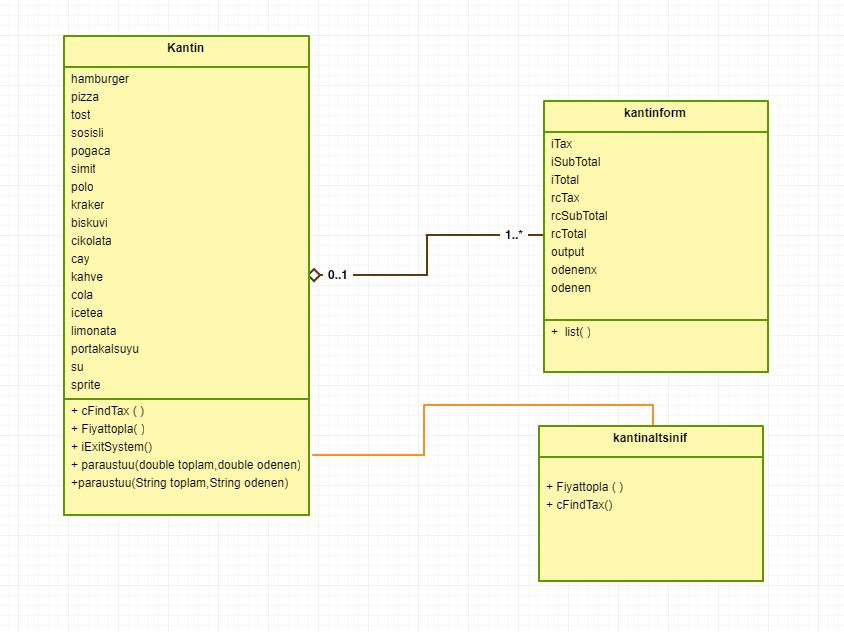 Kantin
hamburger
pizza
tost
sosisli
pogaca
simit
polo
kraker
biskuvi
cikolata
cay
kahve
cola
icetea
limonata
portakalsuyu
su
sprite
+ cFindTax ( )
+ Fiyattopla( )
+ iExitSystem()
+ paraustuu(double toplam,double odenen)
+paraustuu(String toplam,String odenen)
0..1
1..*
kantinform
iTax
iSubTotal
iTotal
rcTax
rcSubTotal
rcTotal
output
odenenx
odenen
+ list( )
kantinaltsinif
+ Fiyattopla ( )
+ cFindTax()